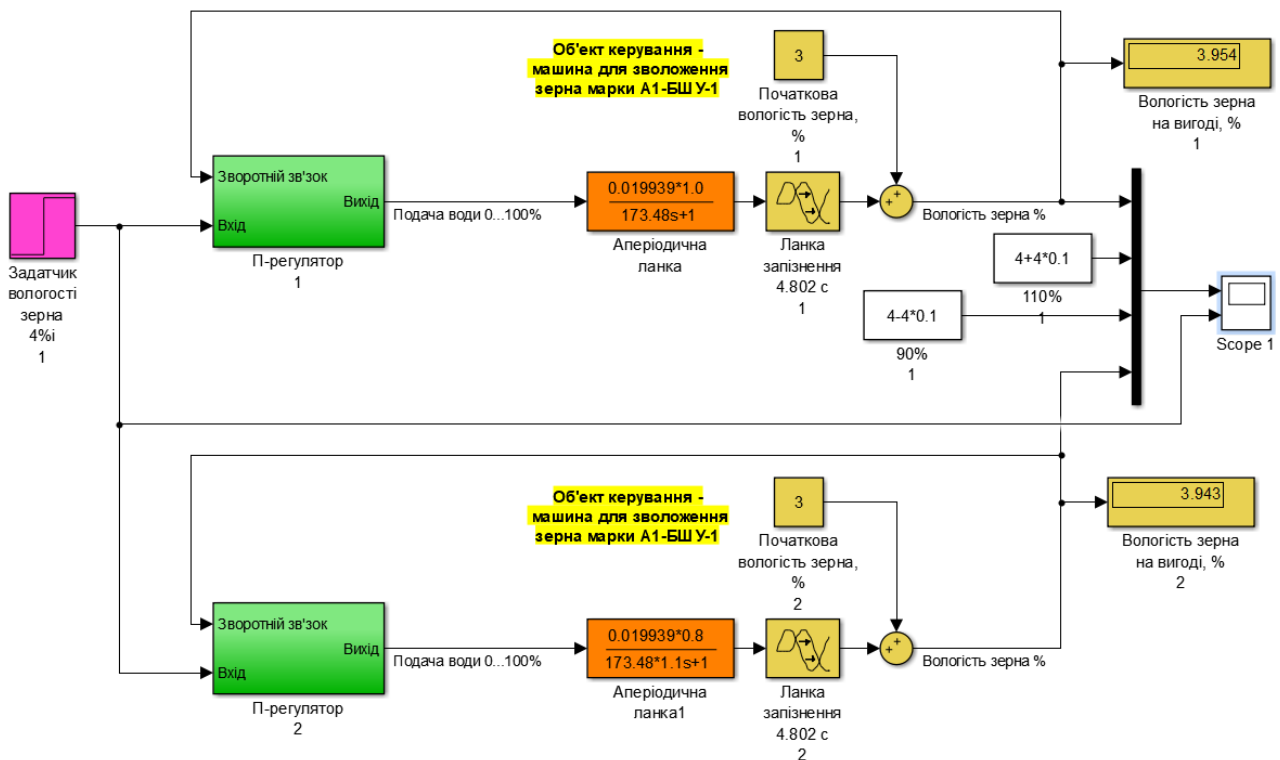 Об'ект керування -
машина для зволоження
зерна марки А1-БШУ-1
3
Початкова
вологість зерна,
%
1
3.954
Вологість зерна
на вигоді, %
1
Зворотній зв'язок
Вихід
Вхід
П-регулятор
1
Подача води 0...100%
0.019939*1.0
173.48s+1
Аперіодична
ланка
Ланка
запізнення
4.802 с
1
+
+
Вологість зерна %
Задатчик
вологості
зерна
4%і
1
4+4*0.1
110%
1
4-4*0.1
90%
1
Scope 1
Об'ект керування -
машина для зволоження
зерна марки А1-БШУ-1
3
Початкова
вологість зерна,
%
2
3.943
Вологість зерна
на вигоді, %
2
Зворотній зв'язок
Вихід
Вхід
П-регулятор
2
Подача води 0...100%
0.019939*0.8
173.48*1.1s+1
Аперіодична
ланка1
Ланка
запізнення
4.802 с
2
+
+
Вологість зерна %